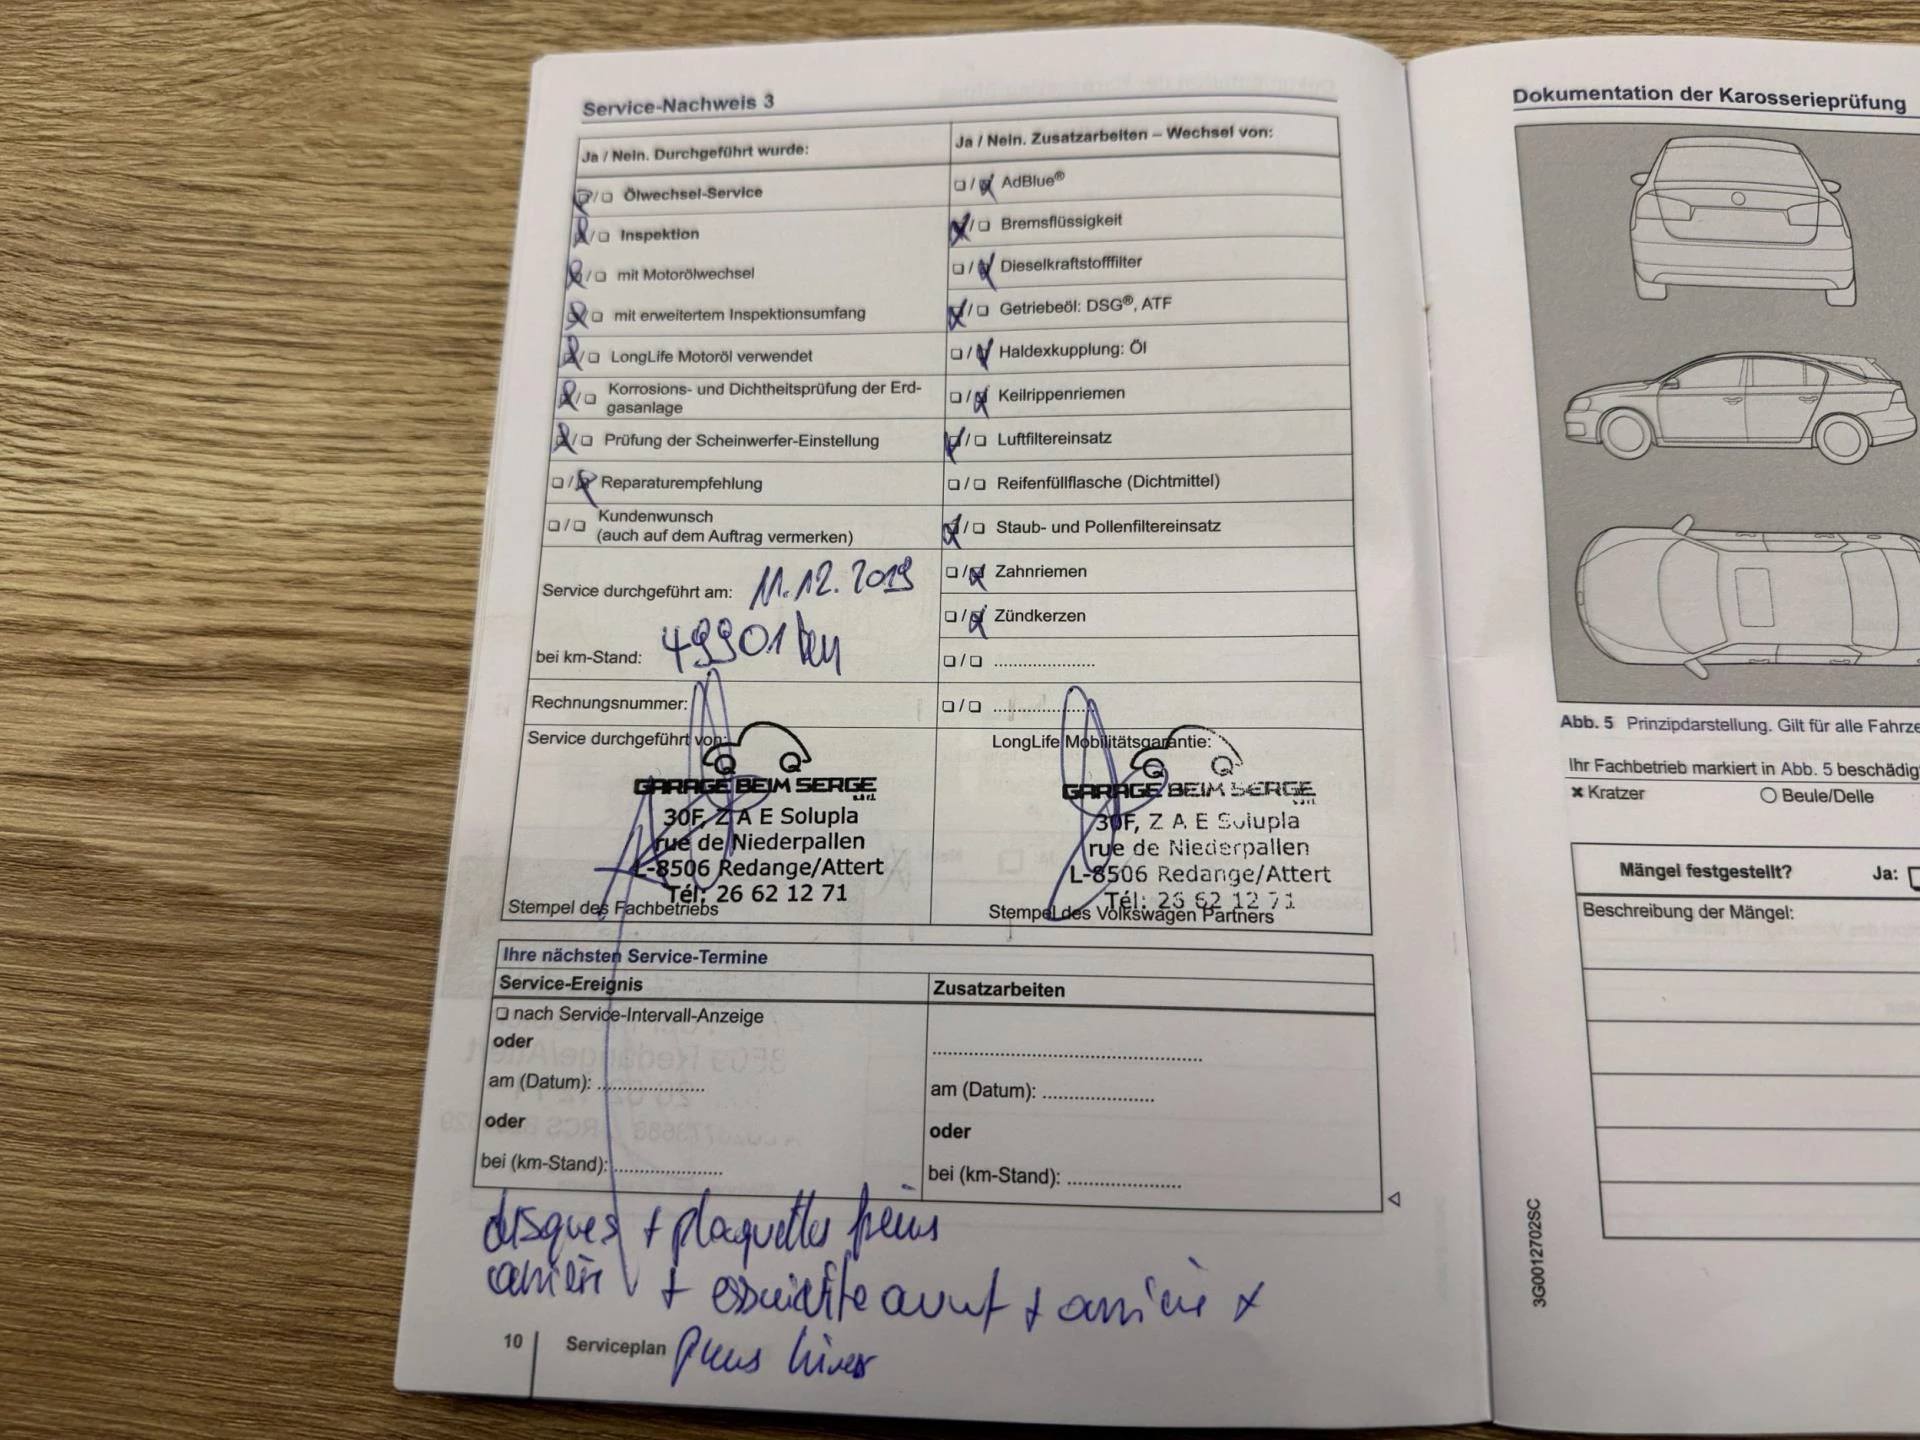 Service-Nachweis 3
Ja / Nein. Durchgeführt wurde:
☒/☐ Ölwechsel-Service
☒/☐ Inspektion
☒/☐ mit Motorölwechsel
☒/☐ mit erweitertem Inspektionsumfang
☒/☐ LongLife Motoröl verwendet
☒/☐ Korrosions- und Dichtheitsprüfung der Erd-
gasanlage
☒/☐ Prüfung der Scheinwerfer-Einstellung
☐/☒ Reparaturempfehlung
☐/☐ Kundenwunsch
(auch auf dem Auftrag vermerken)
Service durchgeführt am: 11.12.2019
bei km-Stand: 49901 km
Rechnungsnummer:
Service durchgeführt von:
GARAGE BEIM SERGE
s.à r.l.
30F, Z A E Solupla
rue de Niederpallen
L-8506 Redange/Attert
Tél: 26 62 12 71
Stempel des Fachbetriebs
Ja / Nein. Zusatzarbeiten – Wechsel von:
☐/☒ AdBlue®
☒/☐ Bremsflüssigkeit
☐/☒ Dieselkraftstofffilter
☒/☐ Getriebeöl: DSG®, ATF
☐/☒ Haldexkupplung: Öl
☐/☒ Keilrippenriemen
☒/☐ Luftfiltereinsatz
☐/☐ Reifenfüllflasche (Dichtmittel)
☒/☐ Staub- und Pollenfiltereinsatz
☐/☒ Zahnriemen
☐/☒ Zündkerzen
☐/☐ .....................
☐/☐ .....................
LongLife Mobilitätsgarantie:
GARAGE BEIM SERGE
30F, Z A E Solupla
rue de Niederpallen
L-8506 Redange/Attert
Tél: 26 62 12 71
Stempel des Volkswagen Partners
Ihre nächsten Service-Termine
Service-Ereignis
☐ nach Service-Intervall-Anzeige
oder
am (Datum): .....................
oder
bei (km-Stand): .....................
Zusatzarbeiten
.....................
am (Datum): .....................
oder
bei (km-Stand): .....................
disques + plaquettes freins
arrière + essuie avant + arrière +
pneus hiver
10
Serviceplan
Dokumentation der Karosserieprüfung
Abb. 5 Prinzipdarstellung. Gilt für alle Fahrze
Ihr Fachbetrieb markiert in Abb. 5 beschädig
× Kratzer
○ Beule/Delle
Mängel festgestellt?
Ja: ☐
Beschreibung der Mängel:
3G0012702SC